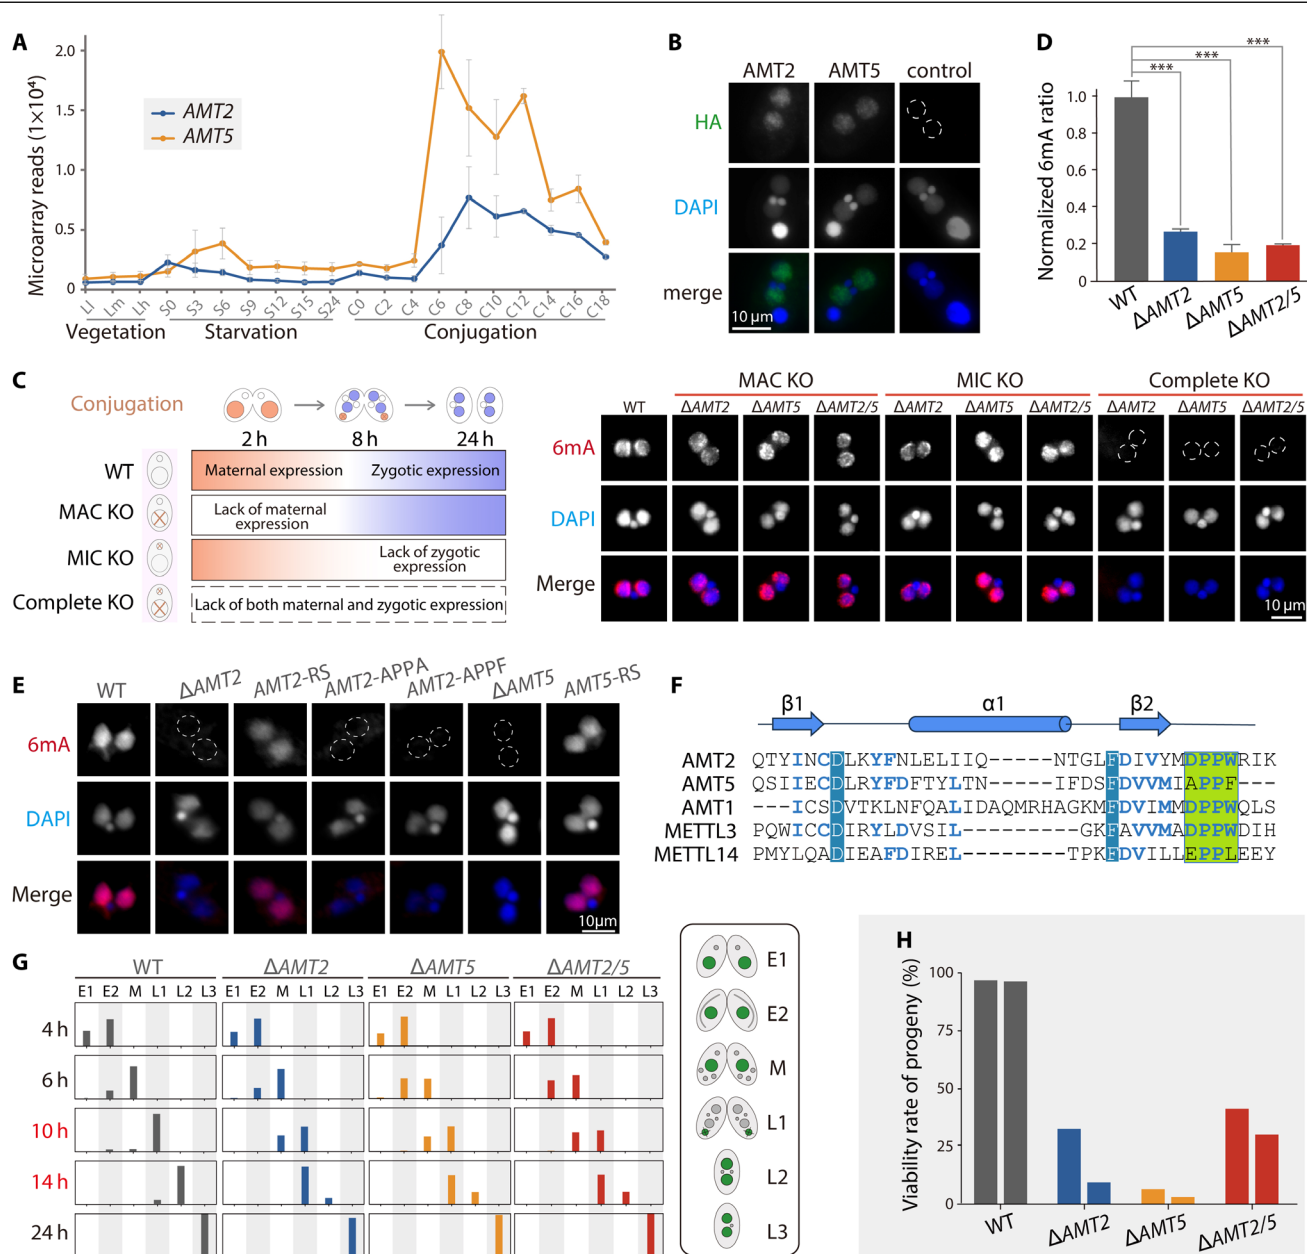 A
Microarray reads (1×10⁴)
2.0
1.5
1.0
0.5
0
AMT2
AMT5
Ll Lm Lh S0 S3 S6 S9 S12 S15 S24 C0 C2 C4 C6 C8 C10 C12 C14 C16 C18
Vegetation Starvation Conjugation
B
AMT2 AMT5 control
HA
DAPI
merge
10 μm
D
Normalized 6mA ratio
1.0
0.8
0.6
0.4
0.2
0
***
***
***
WT ΔAMT2 ΔAMT5 ΔAMT2/5
C
Conjugation
2 h 8 h 24 h
WT Maternal expression Zygotic expression
MAC KO Lack of maternal
expression
MIC KO Lack of zygotic
expression
Complete KO Lack of both maternal and zygotic expression
MAC KO MIC KO Complete KO
WT ΔAMT2 ΔAMT5 ΔAMT2/5 ΔAMT2 ΔAMT5 ΔAMT2/5 ΔAMT2 ΔAMT5 ΔAMT2/5
6mA
DAPI
Merge
10 μm
E
WT ΔAMT2 AMT2-RS AMT2-APPA AMT2-APPF ΔAMT5 AMT5-RS
6mA
DAPI
Merge
10μm
F
β1 α1 β2
AMT2 QTYINCDLKYFNLELIIQ-----NTGLFDIVYMDPPWRIK
AMT5 QSIIECDLRYFDFTYLTN-----IFDSFDVVMIAPPF---
AMT1 ---ICSDVTKLNFQALIDAQMRHAGKMFDVIMMDPPWQLS
METTL3 PQWICCDIRYLDVSIL---------GKFAVVMADPPWDIH
METTL14 PMYLQADIEAFDIREL--------TPKFDVILLEPPLEEY
G
WT ΔAMT2 ΔAMT5 ΔAMT2/5
E1 E2 M L1 L2 L3 E1 E2 M L1 L2 L3 E1 E2 M L1 L2 L3 E1 E2 M L1 L2 L3
4 h
6 h
10 h
14 h
24 h
E1
E2
M
L1
L2
L3
H
Viability rate of progeny (%)
100
75
50
25
0
WT ΔAMT2 ΔAMT5 ΔAMT2/5